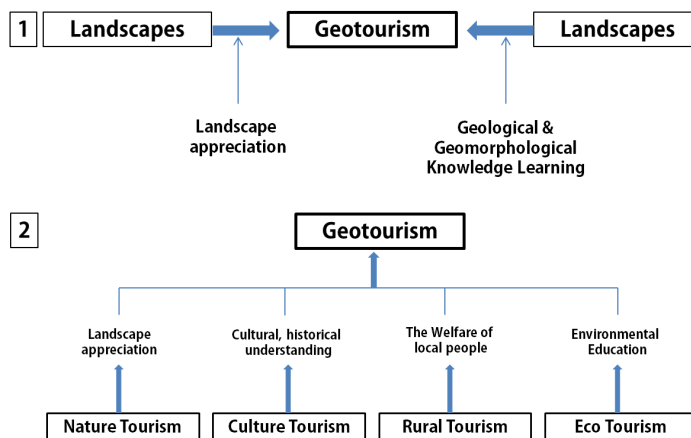 1
Landscapes
Geotourism
Landscapes
Landscape
appreciation
Geological &
Geomorphological
Knowledge Learning
2
Geotourism
Landscape
appreciation
Cultural, historical
understanding
The Welfare of
local people
Environmental
Education
Nature Tourism
Culture Tourism
Rural Tourism
Eco Tourism